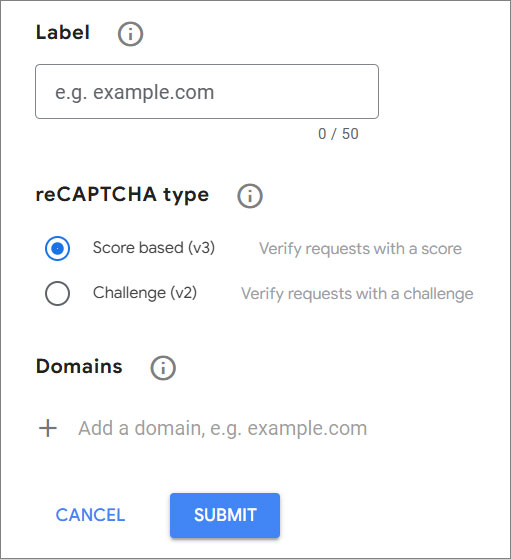 Label
e.g. example.com
0 / 50
reCAPTCHA type
Score based (v3) Verify requests with a score
Challenge (v2) Verify requests with a challenge
Domains
Add a domain, e.g. example.com
CANCEL SUBMIT